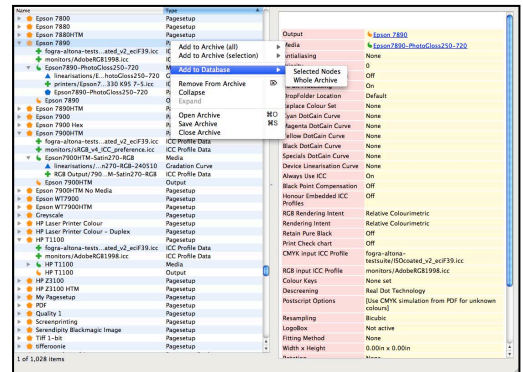 Name Type
Epson 7800 Pagesetup
Epson 7880 Pagesetup
Epson 7880HTM Pagesetup
Epson 7890
fogra-altona-tests...ated_v2_eciF39.icc
monitors/AdobeRGB1998.icc
Epson7890-PhotoGloss250-720
linearisations/E...hotoGloss250-720
printers/Epson7...330 K95 7-5.icc
Epson7890-PhotoGloss250-720
Epson 7890
Epson 7890HTM
Epson 7900
Epson 7900 Hex Pagesetup
Epson 7900HTM Pagesetup
fogra-altona-tests...ated_v2_eciF39.icc ICC Profile Data
monitors/sRGB_v4_ICC_preference.icc ICC Profile Data
Epson7900HTM-Satin270-RGB Media
linearisations/...n270-RGB-240510 Gradation Curve
RGB Output/790...M-Satin270-RGB ICC Profile Data
Epson 7900HTM Output
Epson 7900HTM No Media Pagesetup
Epson WT7900 Pagesetup
Epson WT7900HTM Pagesetup
Greyscale Pagesetup
HP Laser Printer Colour Pagesetup
HP Laser Printer Colour - Duplex Pagesetup
HP T1100 Pagesetup
fogra-altona-tests...ated_v2_eciF39.icc ICC Profile Data
monitors/AdobeRGB1998.icc ICC Profile Data
HP T1100 Media
HP T1100 Output
HP Z3100 Pagesetup
HP Z3100 HTM Pagesetup
My Pagesetup Pagesetup
PDF Pagesetup
Quality 1 Pagesetup
Screenprinting Pagesetup
Serendipity Blackmagic Image Pagesetup
Tiff 1-bit Pagesetup
tifferoonie Pagesetup
1 of 1,028 items
Add to Archive (all)
Add to Archive (selection)
Add to Database
Remove From Archive
Collapse
Expand
Open Archive ⌘O
Save Archive ⌘S
Close Archive
Selected Nodes
Whole Archive
Output Epson 7890
Media Epson7890-PhotoGloss250-720
Antialiasing None
0
Off
Off
DropFolder Location Default
Replace Colour Set None
Cyan DotGain Curve None
Magenta DotGain Curve None
Yellow DotGain Curve None
Black DotGain Curve None
Specials DotGain Curve None
Device Linearisation Curve None
Always Use ICC On
Black Point Compensation Off
Honour Embedded ICC Profiles Off
RGB Rendering Intent Relative Colourimetric
Rendering Intent Relative Colourimetric
Retain Pure Black Off
Print Check chart Off
CMYK input ICC Profile fogra-altona-testsuite/ISOcoated_v2_eciF39.icc
RGB input ICC Profile monitors/AdobeRGB1998.icc
Colour Keys None set
Descreening Real Dot Technology
Postscript Options [Use CMYK simulation from PDF for unknown colours]
Resampling Bicubic
LogoBox Not active
Fitting Method None
Width x Height 0.00in x 0.00in
Rotation None